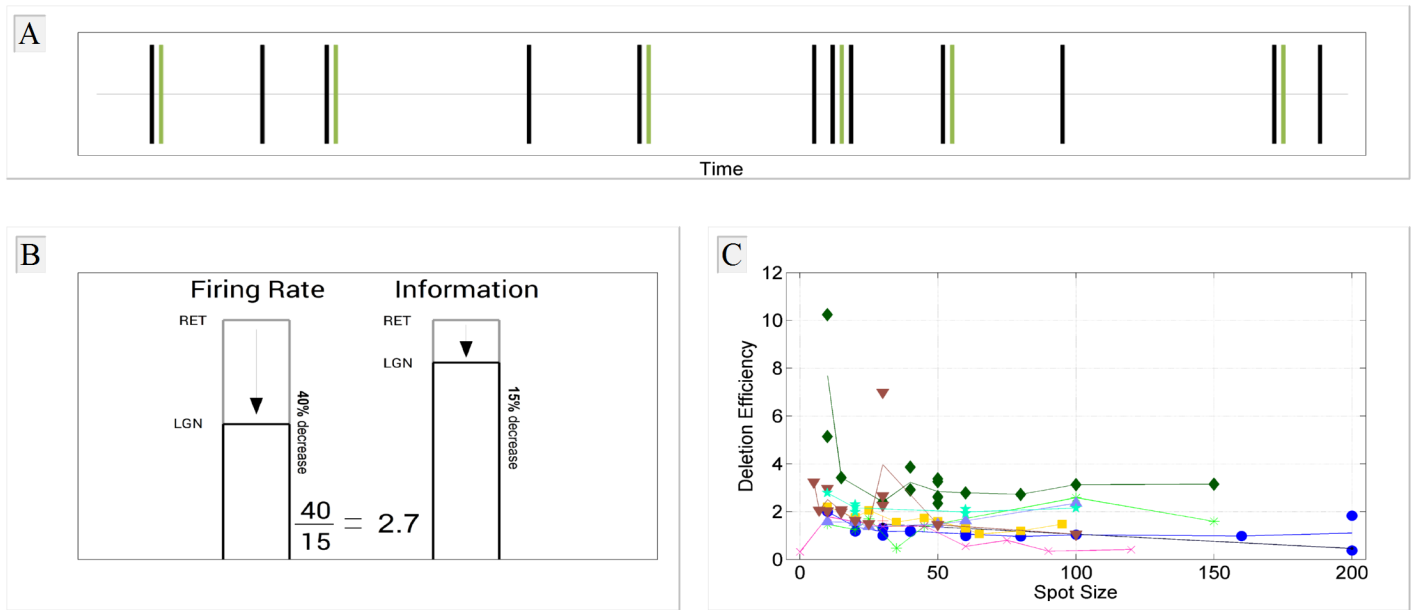 A
Time
B
Firing Rate
Information
RET
RET
LGN
LGN
40% decrease
15% decrease
40
15
= 2.7
C
Deletion Efficiency
12
10
8
6
4
2
0
0 50 100 150 200
Spot Size